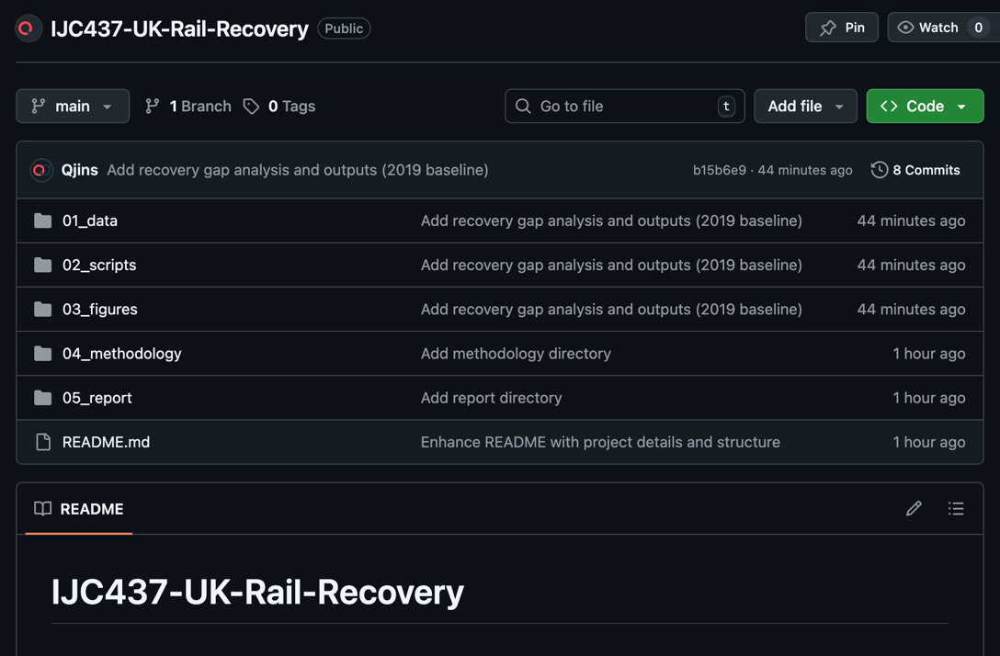 IJC437-UK-Rail-Recovery Public Pin Watch 0
main 1 Branch 0 Tags Go to file t Add file Code
Qjins Add recovery gap analysis and outputs (2019 baseline) b15b6e9 · 44 minutes ago 8 Commits
01_data Add recovery gap analysis and outputs (2019 baseline) 44 minutes ago
02_scripts Add recovery gap analysis and outputs (2019 baseline) 44 minutes ago
03_figures Add recovery gap analysis and outputs (2019 baseline) 44 minutes ago
04_methodology Add methodology directory 1 hour ago
05_report Add report directory 1 hour ago
README.md Enhance README with project details and structure 1 hour ago
README
IJC437-UK-Rail-Recovery